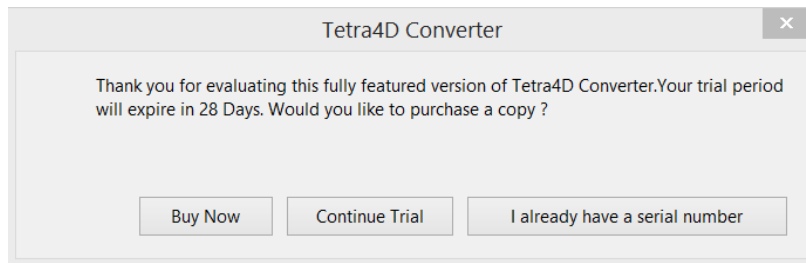 Tetra4D Converter
Thank you for evaluating this fully featured version of Tetra4D Converter.Your trial period
will expire in 28 Days. Would you like to purchase a copy ?
Buy Now
Continue Trial
I already have a serial number